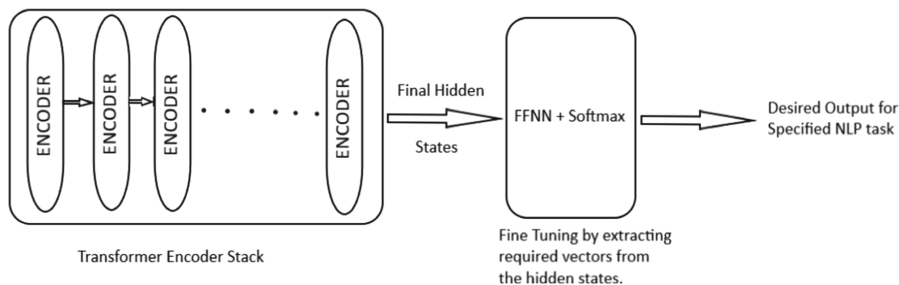 ENCODER
ENCODER
ENCODER
ENCODER
Final Hidden
States
FFNN + Softmax
Desired Output for
Specified NLP task
Transformer Encoder Stack
Fine Tuning by extracting
required vectors from
the hidden states.